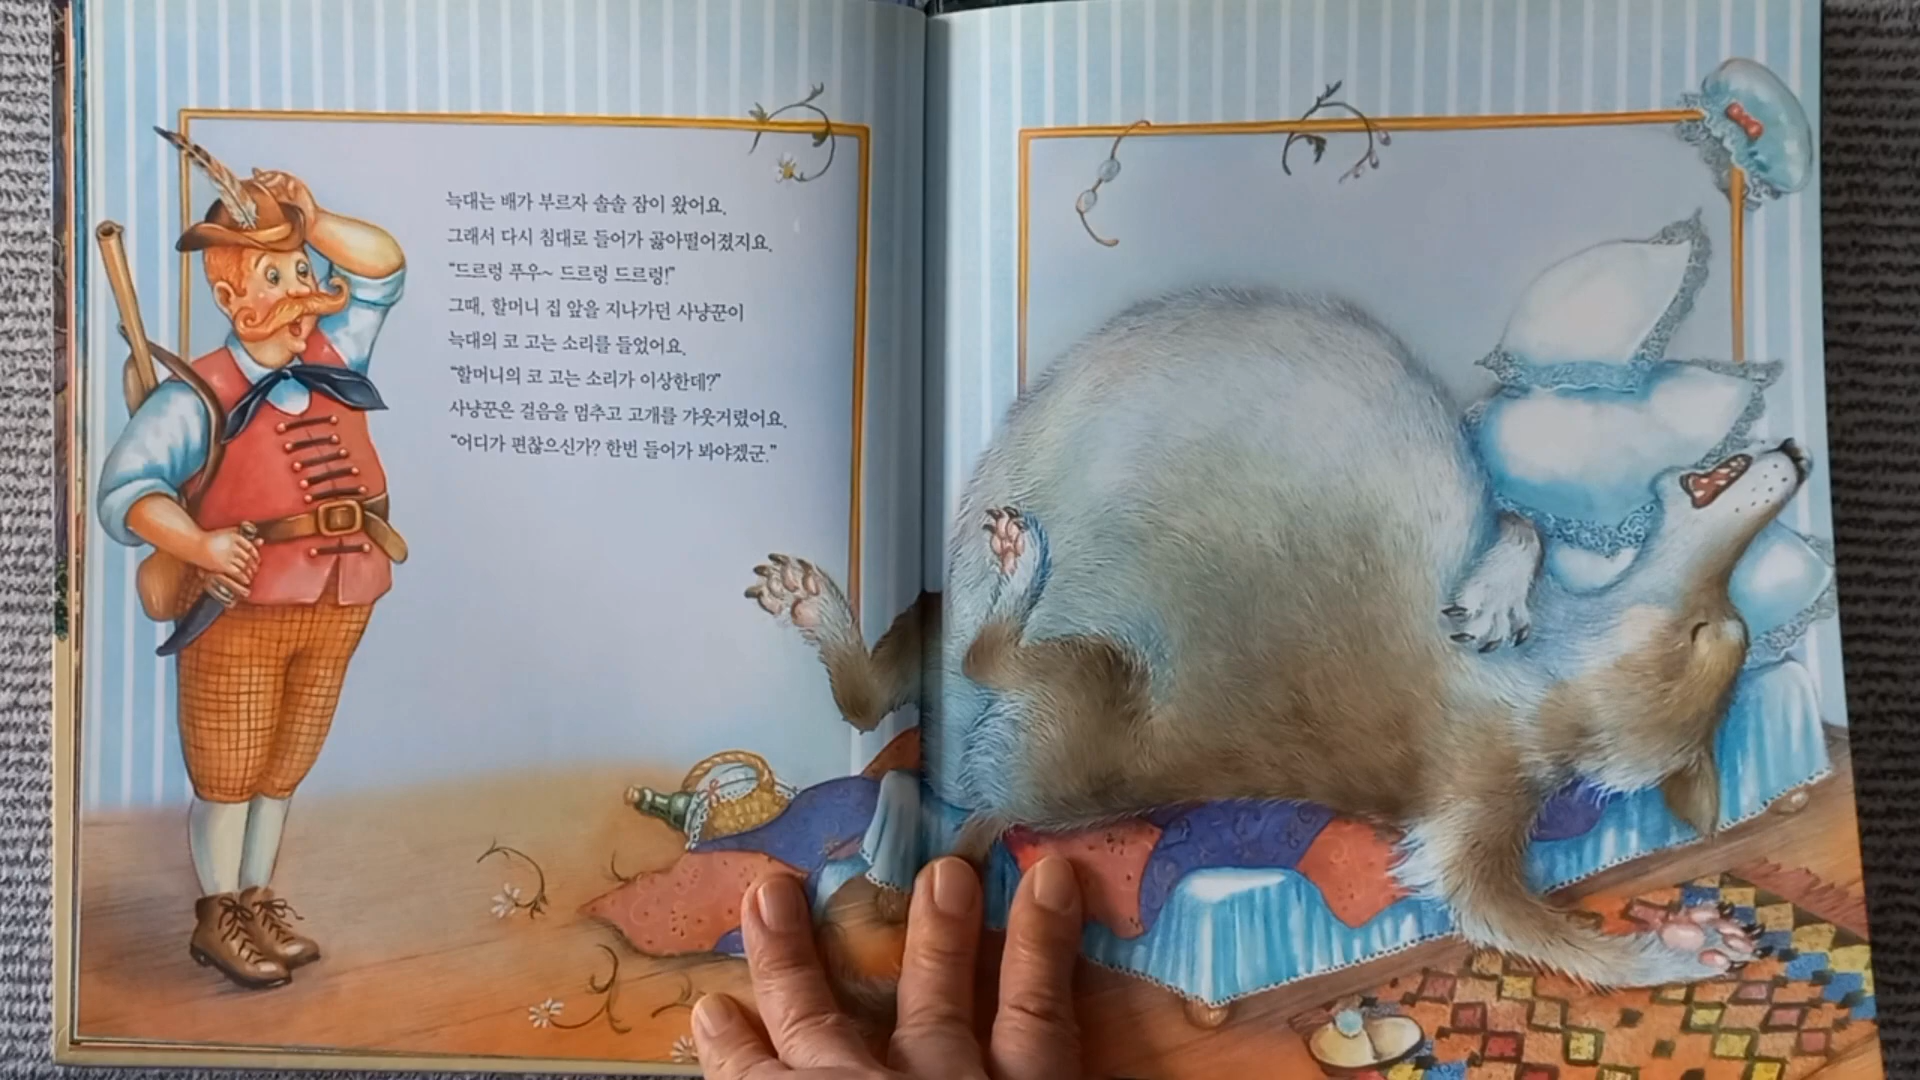 늑대는 배가 부르자 솔솔 잠이 왔어요.
그래서 다시 침대로 들어가 곯아떨어졌지요.
“드르렁 푸우~ 드르렁 드르렁!”
그때, 할머니 집 앞을 지나가던 사냥꾼이
늑대의 코 고는 소리를 들었어요.
“할머니의 코 고는 소리가 이상한데?”
사냥꾼은 걸음을 멈추고 고개를 갸웃거렸어요.
“어디가 편찮으신가? 한번 들어가 봐야겠군.”